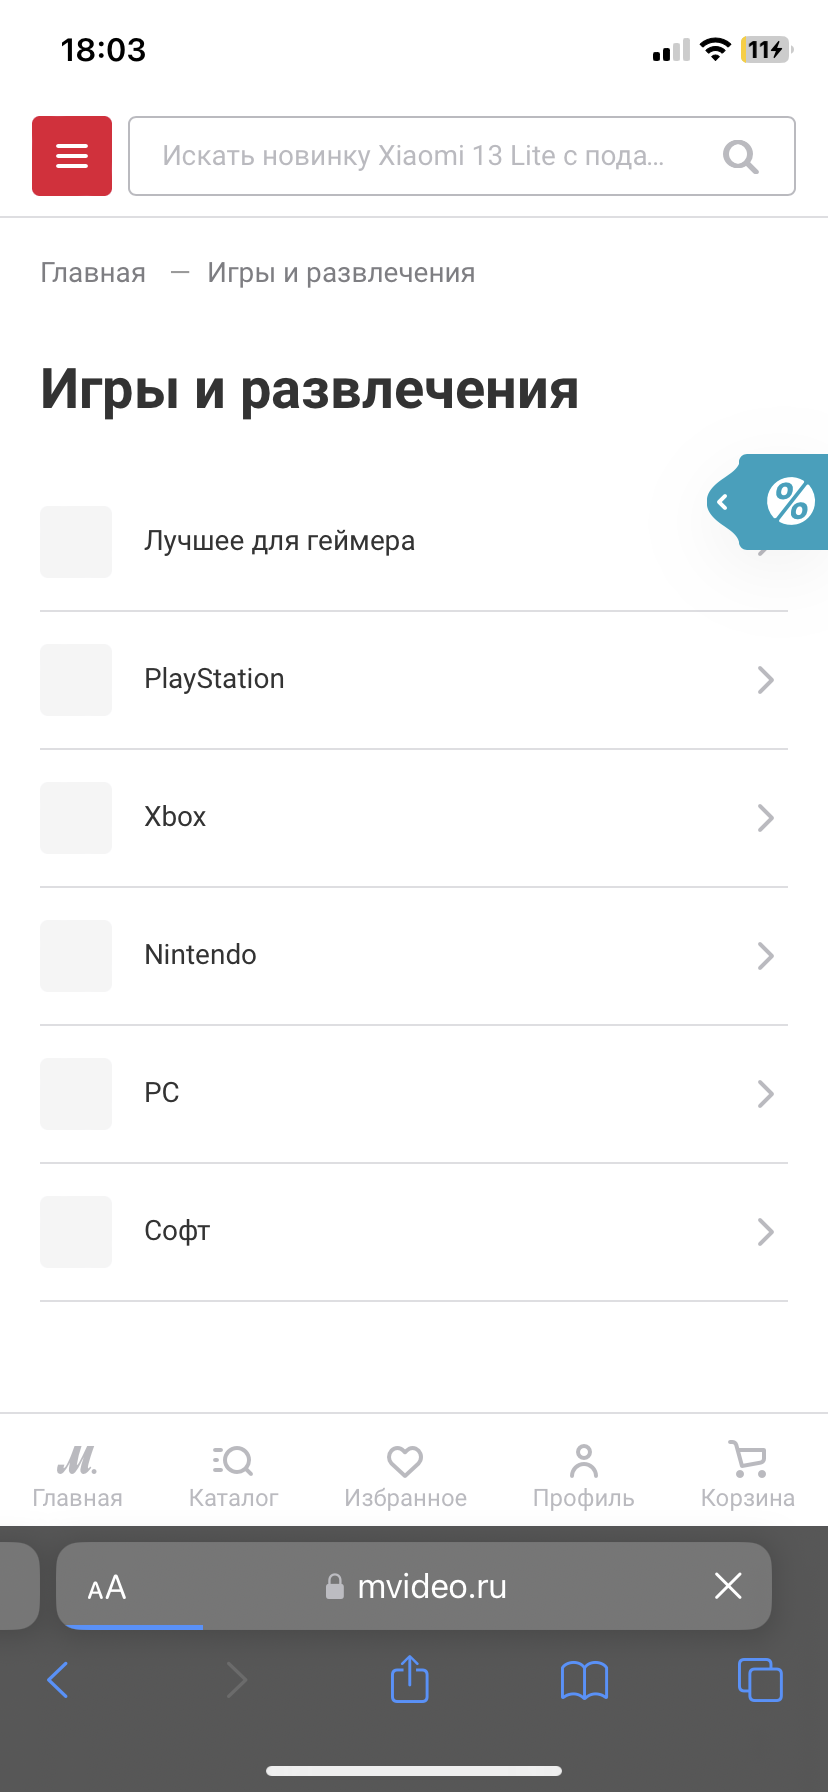 18:03
11
Искать новинку Xiaomi 13 Lite с пода...
Главная — Игры и развлечения
Игры и развлечения
%
Лучшее для геймера
PlayStation
Xbox
Nintendo
PC
Софт
М.
Главная
Каталог
Избранное
Профиль
Корзина
AA
mvideo.ru